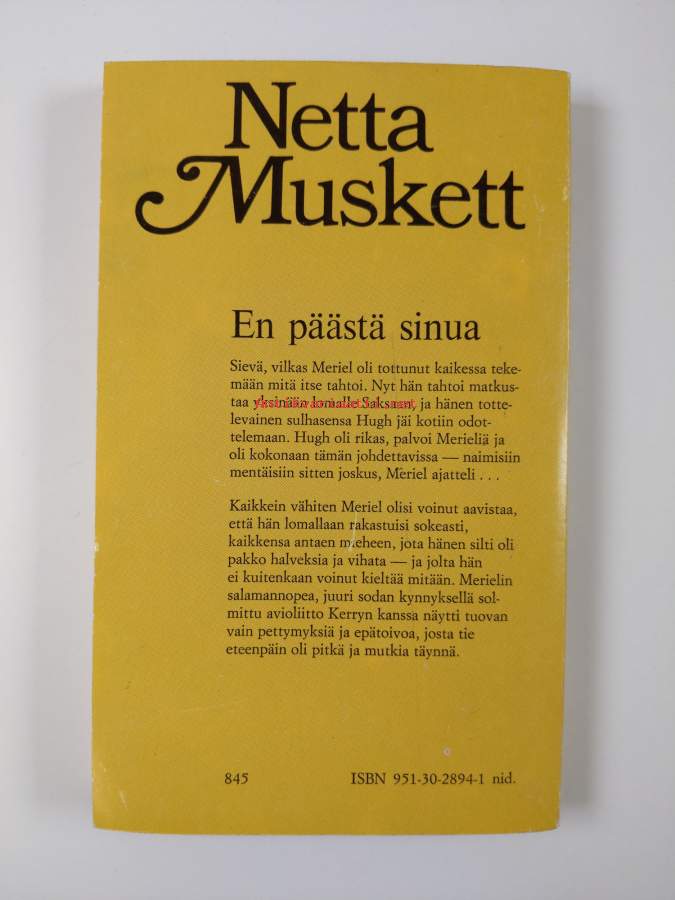 Netta
Muskett
En päästä sinua
Sievä, vilkas Meriel oli tottunut kaikessa teke-
mään mitä itse tahtoi. Nyt hän tahtoi matkus-
taa yksinään lomalle Saksaan, ja hänen totte-
levainen sulhasensa Hugh jäi kotiin odot-
telemaan. Hugh oli rikas, palvoi Merieliä ja
oli kokonaan tämän johdettavissa — naimisiin
mentäisiin sitten joskus, Meriel ajatteli . . .
Kaikkein vähiten Meriel olisi voinut aavistaa,
että hän lomallaan rakastuisi sokeasti,
kaikkensa antaen mieheen, jota hänen silti oli
pakko halveksia ja vihata — ja jolta hän
ei kuitenkaan voinut kieltää mitään. Merielin
salamannopea, juuri sodan kynnyksellä sol-
mittu avioliitto Kerryn kanssa näytti tuovan
vain pettymyksiä ja epätoivoa, josta tie
eteenpäin oli pitkä ja mutkia täynnä.
845 ISBN 951-30-2894-1 nid.